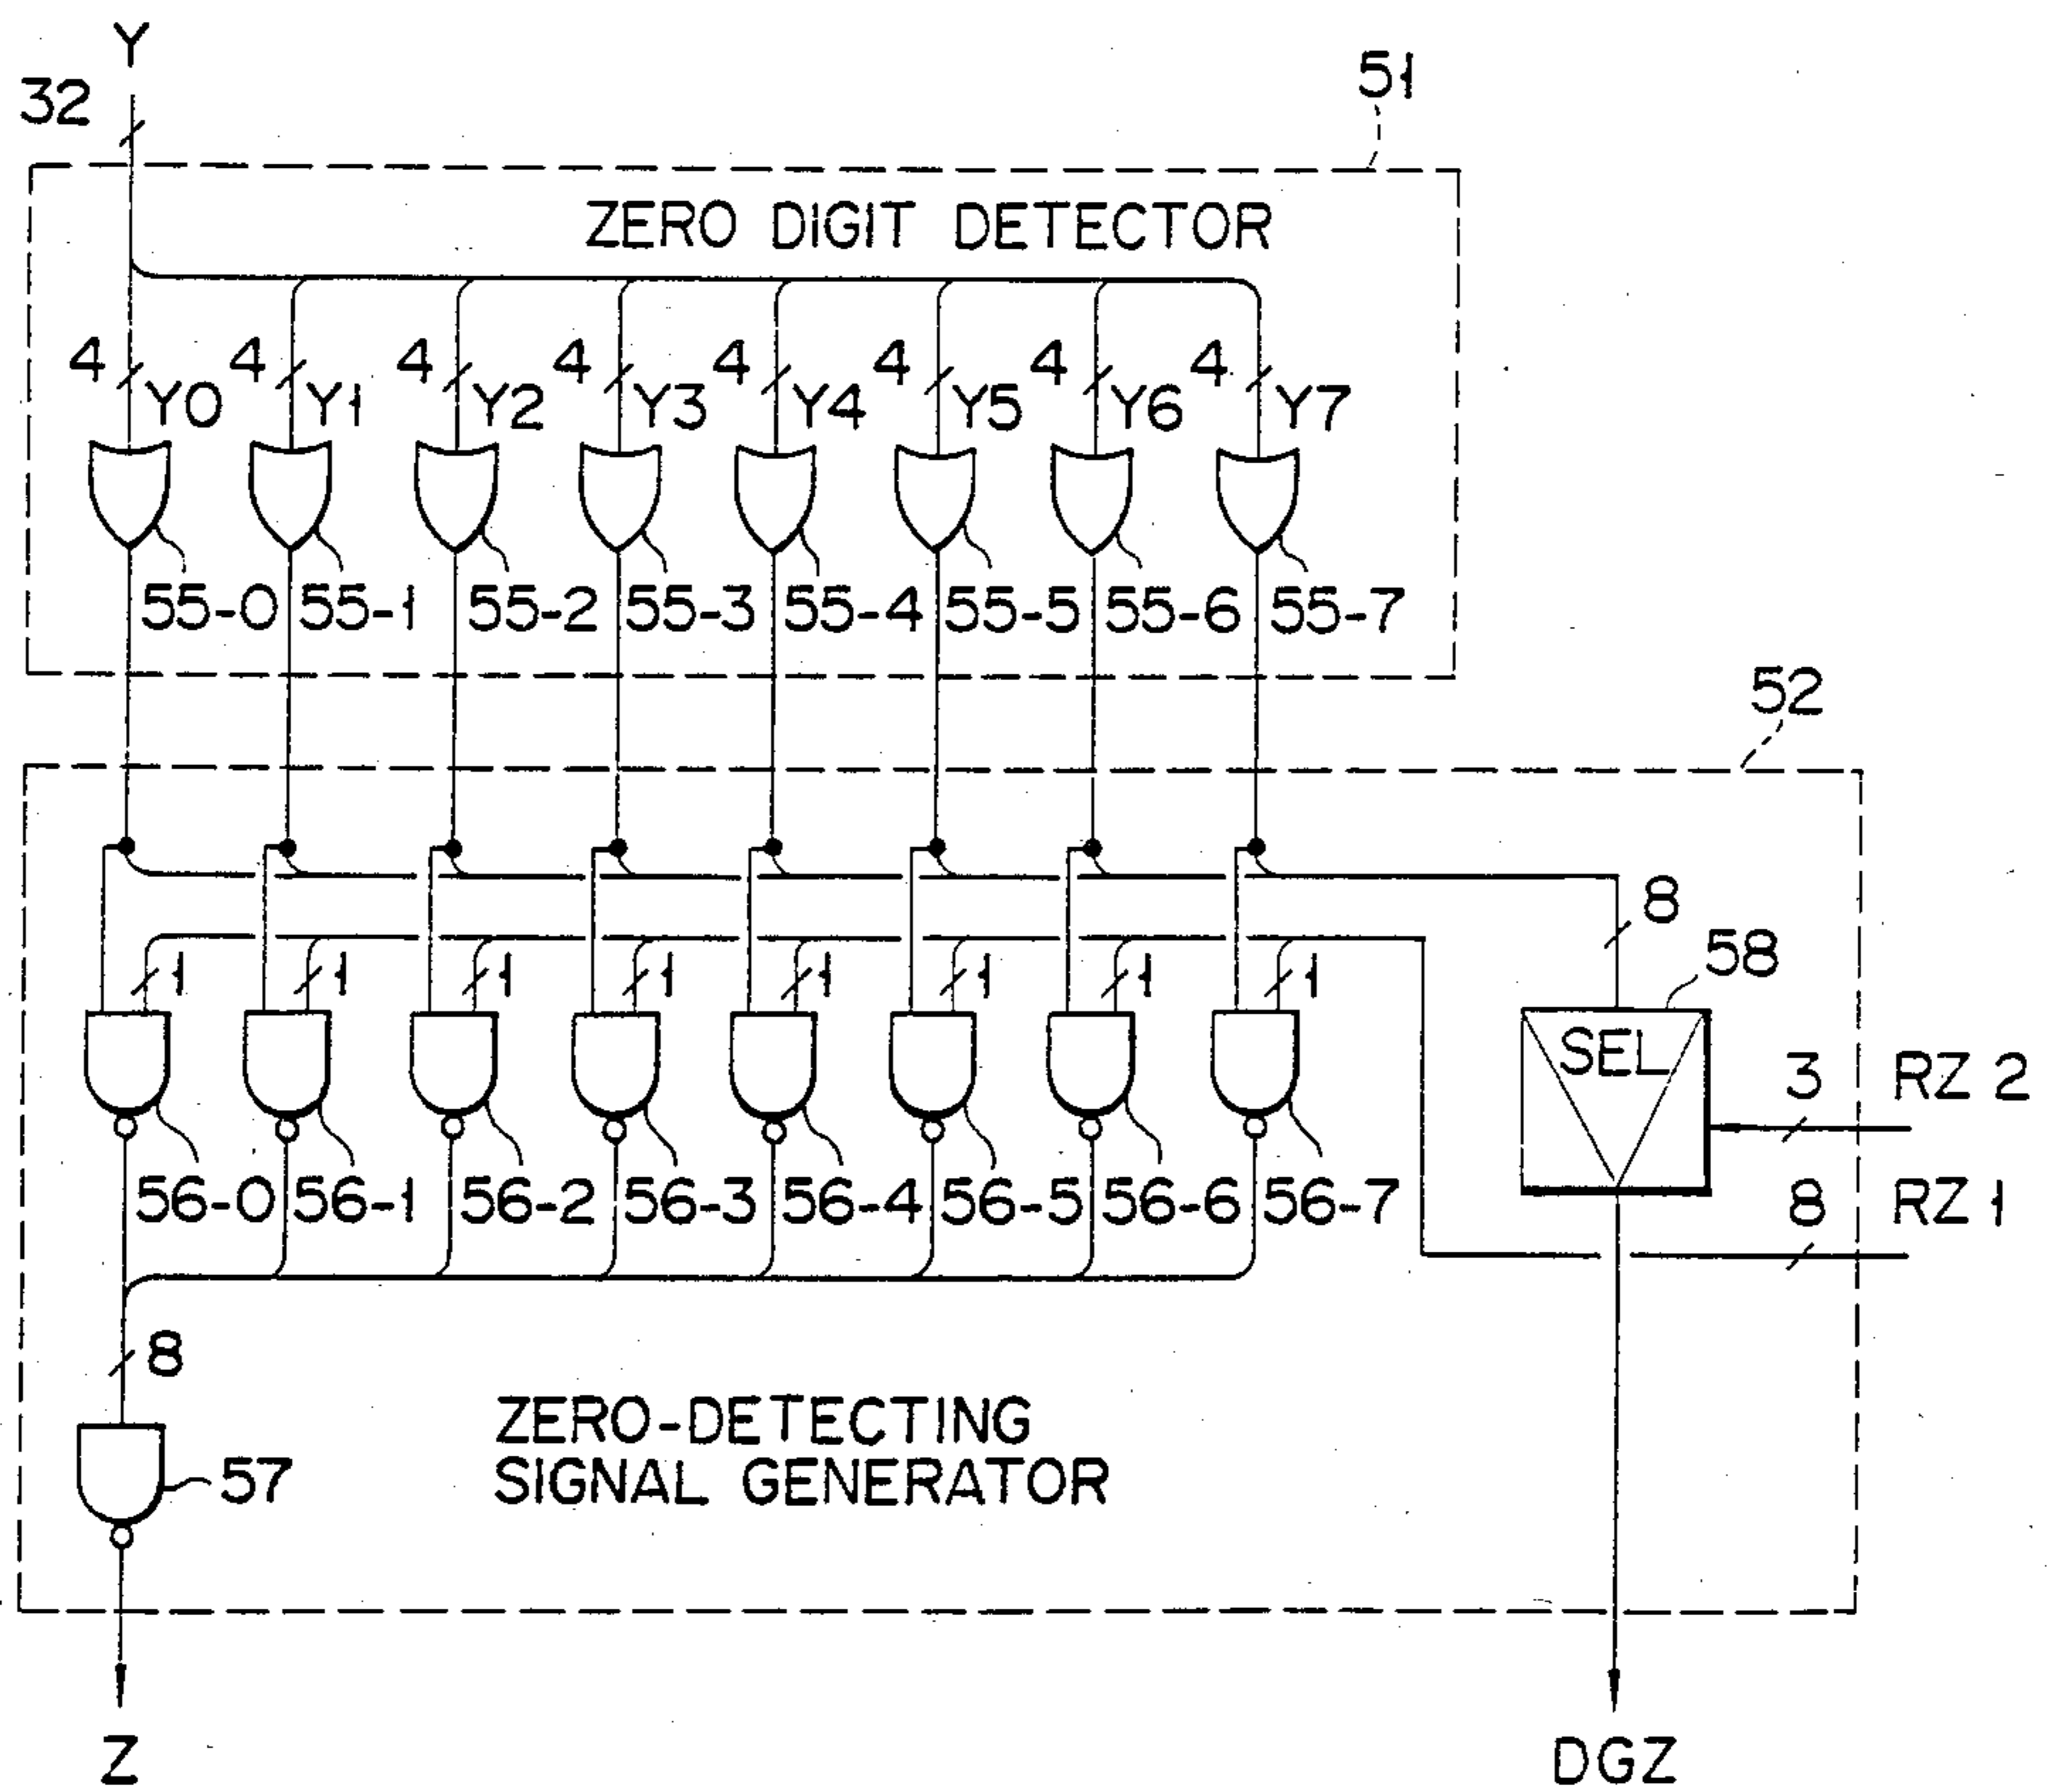 Y
32
51
ZERO DIGIT DETECTOR
4 4 4 4 4 4 4 4
Y0 Y1 Y2 Y3 Y4 Y5 Y6 Y7
55-0 55-1 55-2 55-3 55-4 55-5 55-6 55-7
52
8
58
1 1 1 1 1 1 1 1
SEL
3 RZ 2
56-0 56-1 56-2 56-3 56-4 56-5 56-6 56-7
8 RZ 1
8
ZERO-DETECTING
SIGNAL GENERATOR
57
Z
DGZ